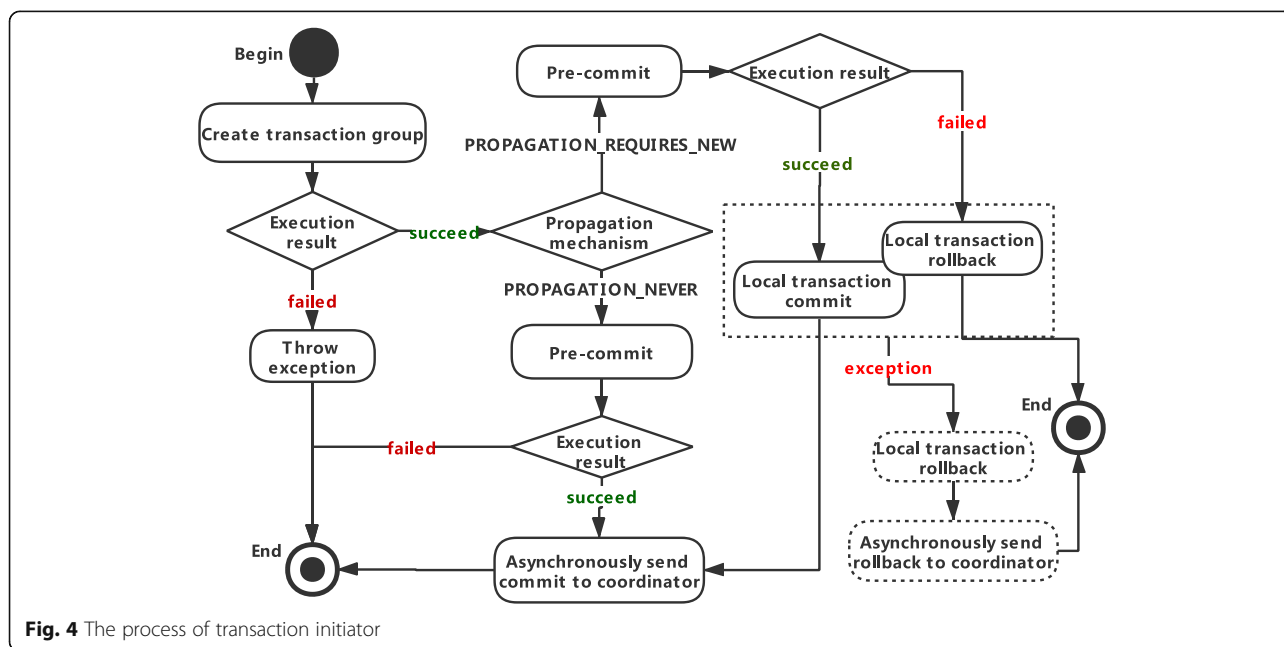 Begin
Create transaction group
Execution
result
succeed
failed
Throw
exception
End
Pre-commit
PROPAGATION_REQUIRES_NEW
Propagation
mechanism
PROPAGATION_NEVER
Pre-commit
Execution
result
failed
succeed
Asynchronously send
commit to coordinator
Execution result
succeed
failed
Local transaction
rollback
Local transaction
commit
exception
End
Local transaction
rollback
Asynchronously send
rollback to coordinator
Fig. 4 The process of transaction initiator